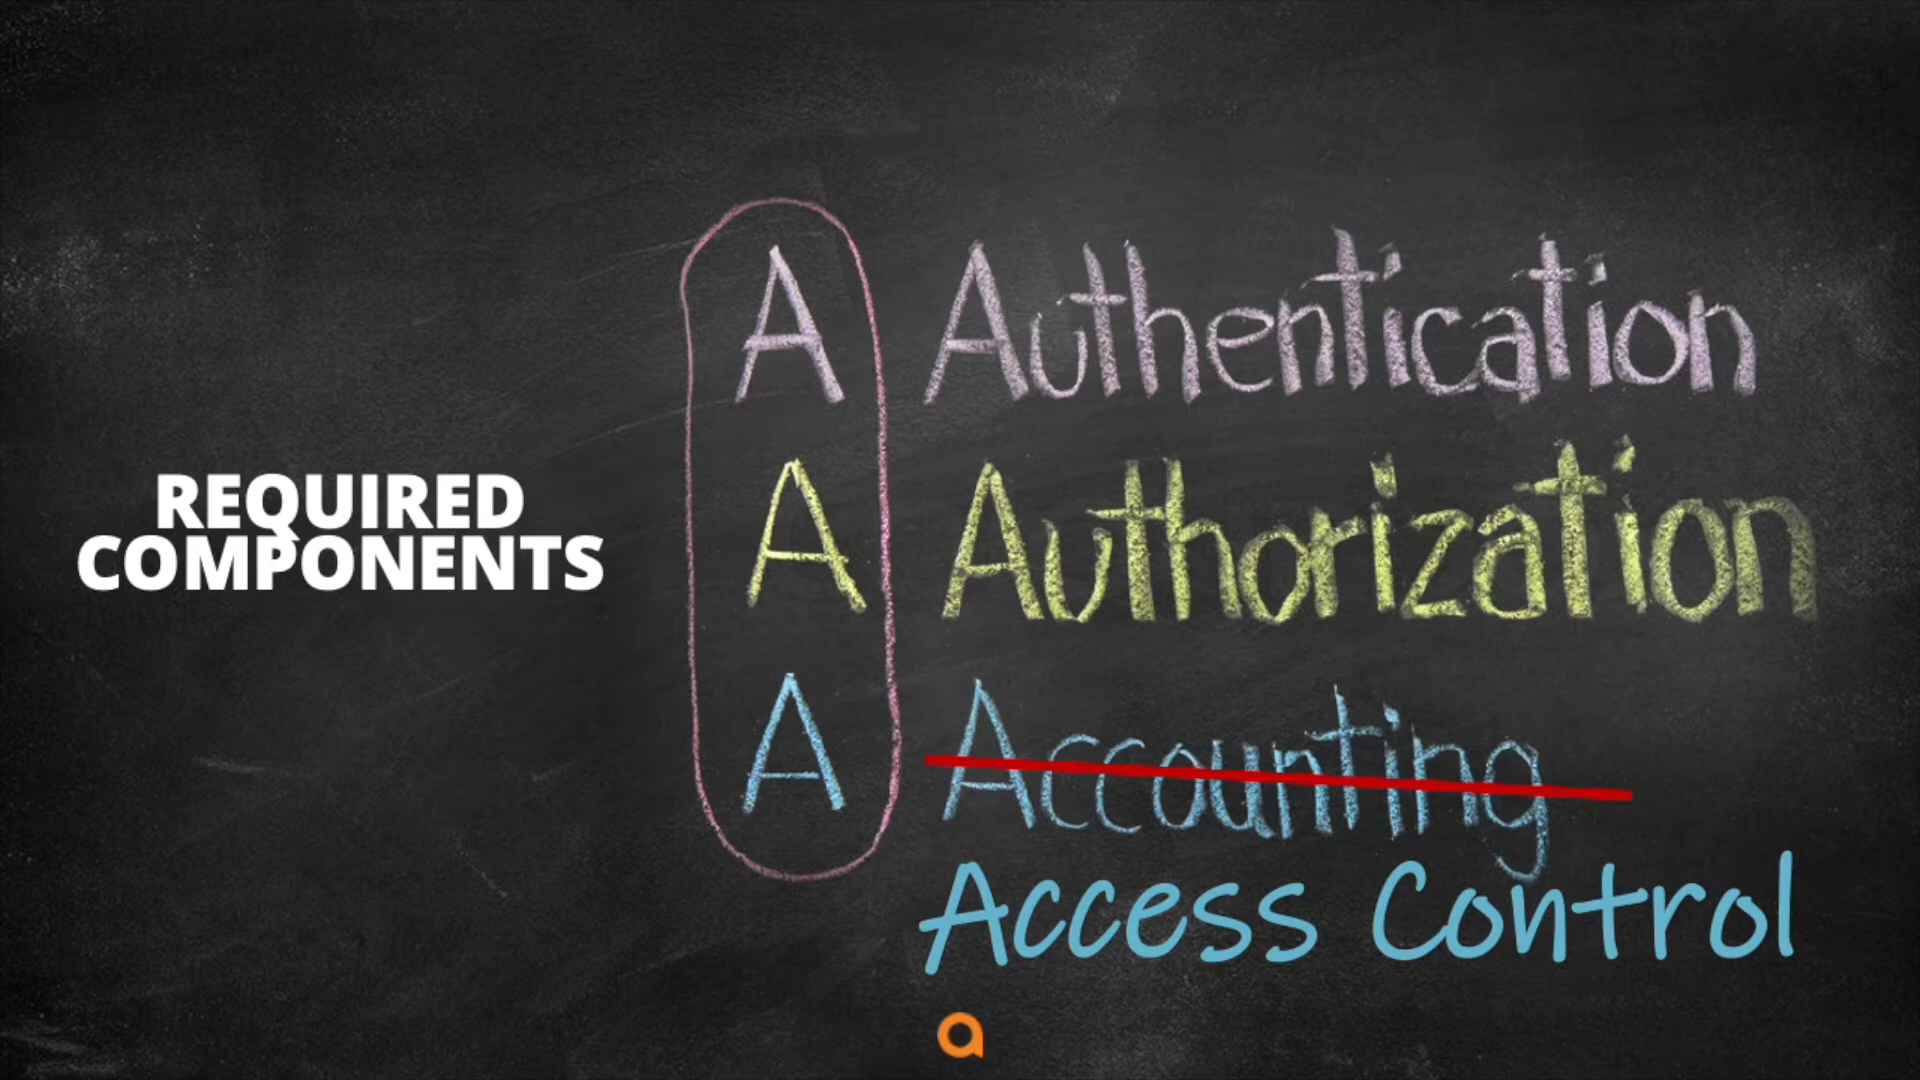 REQUIRED
COMPONENTS
A Authentication
A Authorization
A Accounting
Access Control